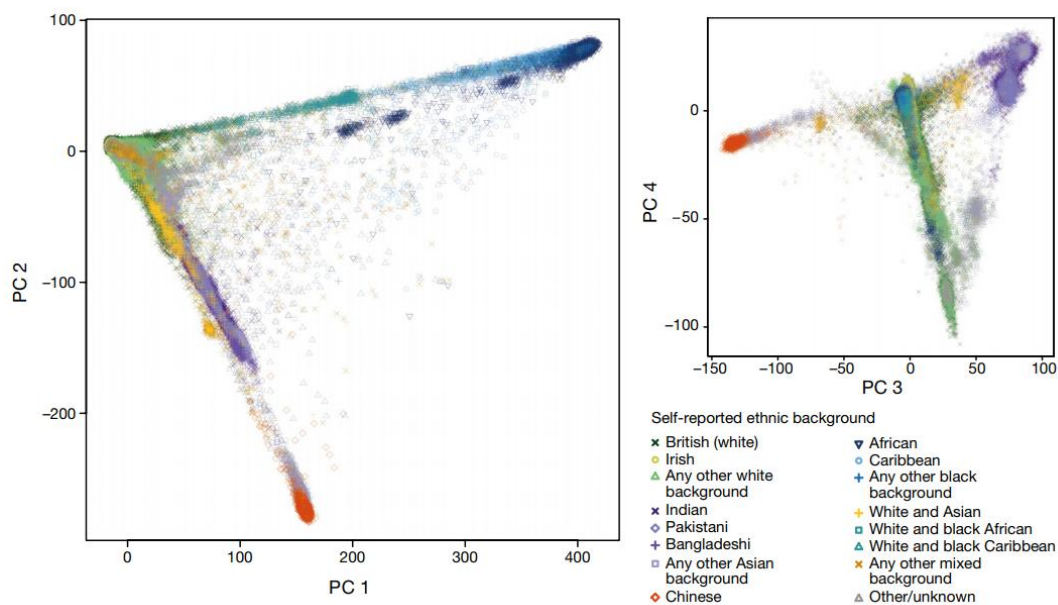 100
0
−100
−200
PC 2
0
100
200
300
400
PC 1
0
−50
−100
PC 4
−150
−100
−50
0
50
100
PC 3
Self-reported ethnic background
British (white)
Irish
Any other white
background
Indian
Pakistani
Bangladeshi
Any other Asian
background
Chinese
African
Caribbean
Any other black
background
White and Asian
White and black African
White and black Caribbean
Any other mixed
background
Other/unknown